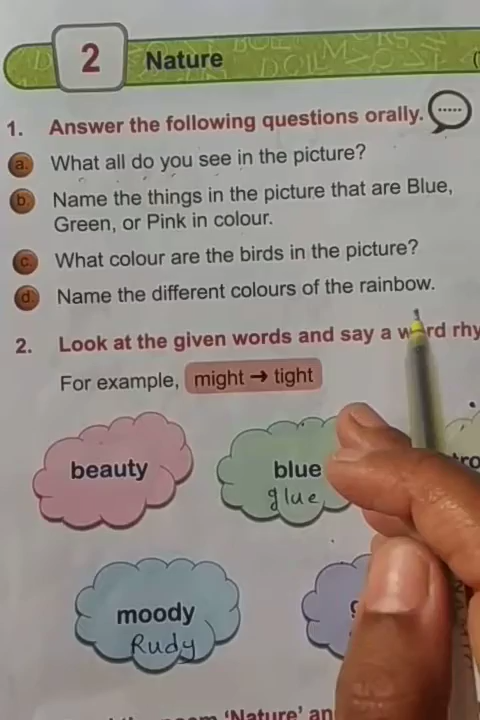 2 Nature
1. Answer the following questions orally.
a. What all do you see in the picture?
b. Name the things in the picture that are Blue,
Green, or Pink in colour.
c. What colour are the birds in the picture?
d. Name the different colours of the rainbow.
2. Look at the given words and say a word rhy
For example, might → tight
beauty
blue
glue
moody
Rudy
'Nature' an